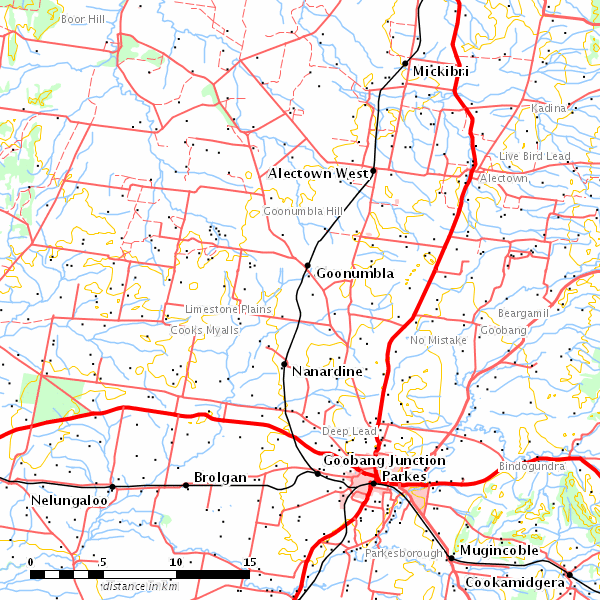 Boor Hill
Mickibri
Kadina
Live Bird Lead
Alectown West
Alectown
Goonumbla Hill
Goonumbla
Limestone Plains
Beargamil
Cooks Myalls
Goobang
No Mistake
Nanardine
Deep Lead
Goobang Junction
Bindogundra
Brolgan
Parkes
Nelungaloo
Parkesborough
Mugincoble
0 5 10 15
distance in km
Cookamidgera